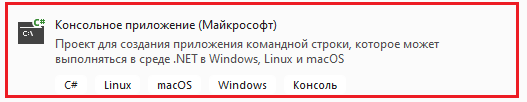 C#
C:\
Консольное приложение (Майкрософт)
Проект для создания приложения командной строки, которое может
выполняться в среде .NET в Windows, Linux и macOS
C# Linux macOS Windows Консоль